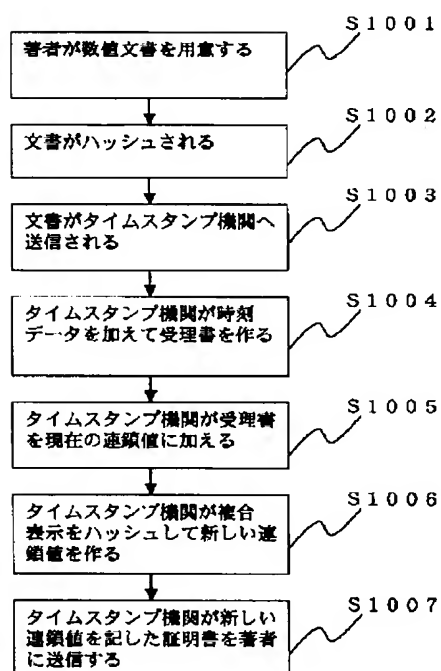 S1001
著者が数値文書を用意する
S1002
文書がハッシュされる
S1003
文書がタイムスタンプ機関へ
送信される
S1004
タイムスタンプ機関が時刻
データを加えて受理書を作る
S1005
タイムスタンプ機関が受理書
を現在の連鎖値に加える
S1006
タイムスタンプ機関が複合
表示をハッシュして新しい連
鎖値を作る
S1007
タイムスタンプ機関が新しい
連鎖値を記した証明書を著者
に送信する